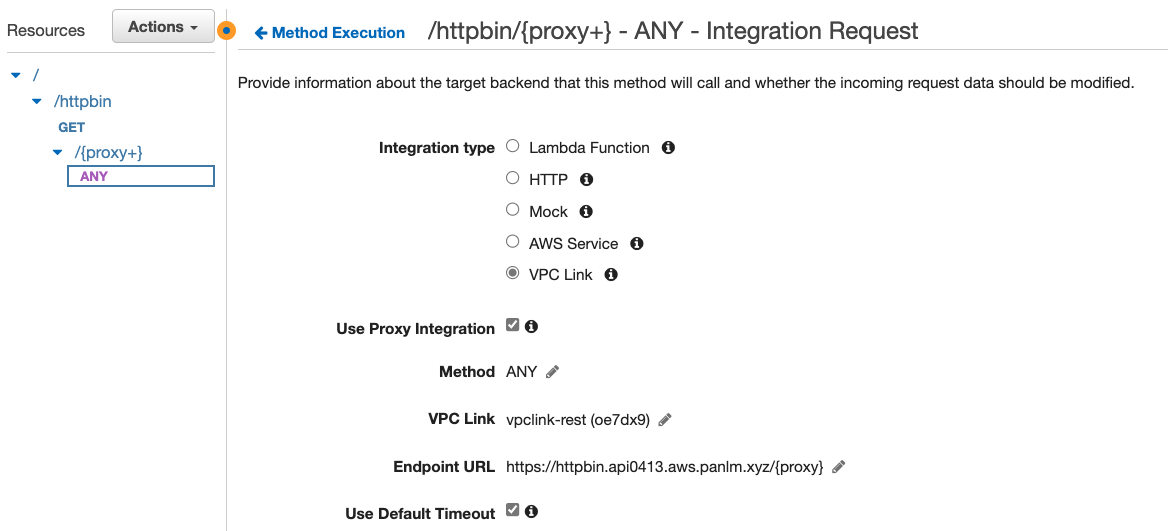 Resources
Actions
Method Execution
/httpbin/{proxy+} - ANY - Integration Request
/
/httpbin
GET
/{proxy+}
ANY
Provide information about the target backend that this method will call and whether the incoming request data should be modified.
Integration type
Lambda Function
HTTP
Mock
AWS Service
VPC Link
Use Proxy Integration
Method ANY
VPC Link vpclink-rest (oe7dx9)
Endpoint URL https://httpbin.api0413.aws.panlm.xyz/{proxy}
Use Default Timeout